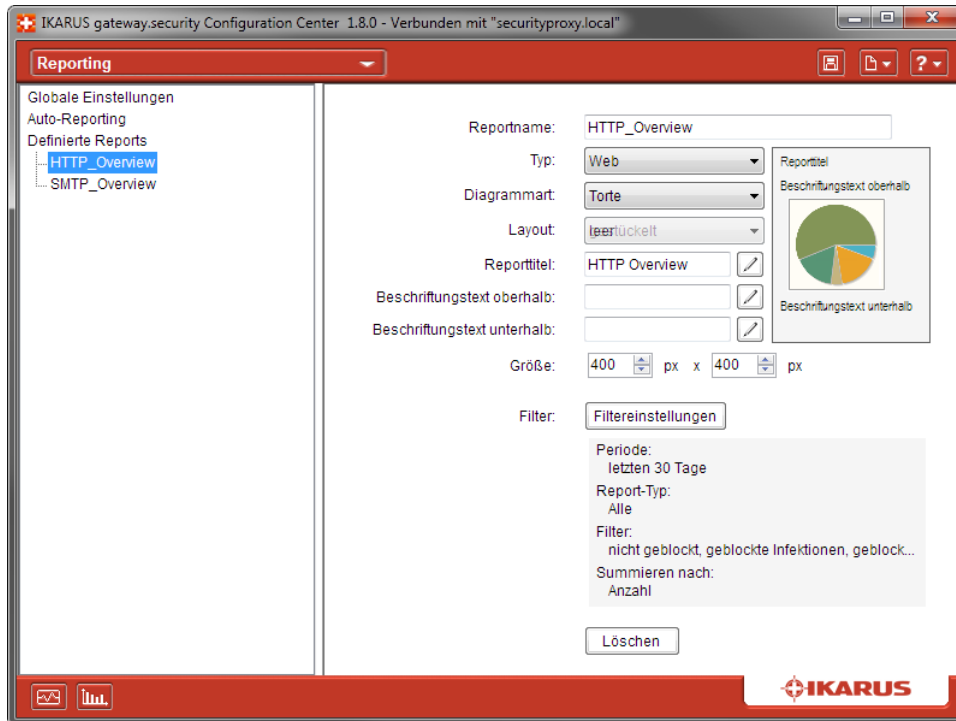 IKARUS gateway.security Configuration Center 1.8.0 - Verbunden mit "securityproxy.local"
Reporting
?
Globale Einstellungen
Auto-Reporting
Definierte Reports
HTTP_Overview
SMTP_Overview
Reportname: HTTP_Overview
Typ: Web
Diagrammart: Torte
Layout:
Reporttitel: HTTP Overview
Beschriftungstext oberhalb:
Beschriftungstext unterhalb:
Reporttitel
Beschriftungstext oberhalb
Beschriftungstext unterhalb
Größe: 400 px x 400 px
Filter: Filtereinstellungen
Periode:
letzten 30 Tage
Report-Typ:
Alle
Filter:
nicht geblockt, geblockte Infektionen, geblock...
Summieren nach:
Anzahl
Löschen
IKARUS